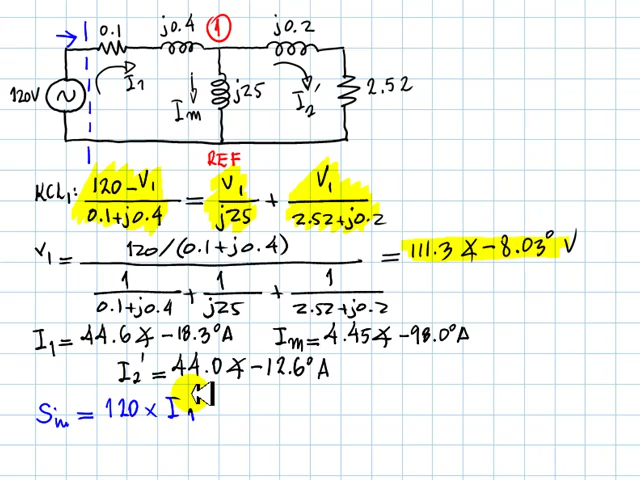 0.1 j0.4 ① j0.2
I₁ Im j25 I₂' 2.52
120V
REF
KCL₁: (120-V₁)/(0.1+j0.4) = V₁/j25 + V₁/(2.52+j0.2)
V₁ = (120/(0.1+j0.4))/(1/(0.1+j0.4) + 1/j25 + 1/(2.52+j0.2)) = 111.3∡-8.03° V
I₁ = 44.6∡-18.3°A Im = 4.45∡-98.0°A
I₂' = 44.0∡-12.6°A
Sin = 120 × I₁